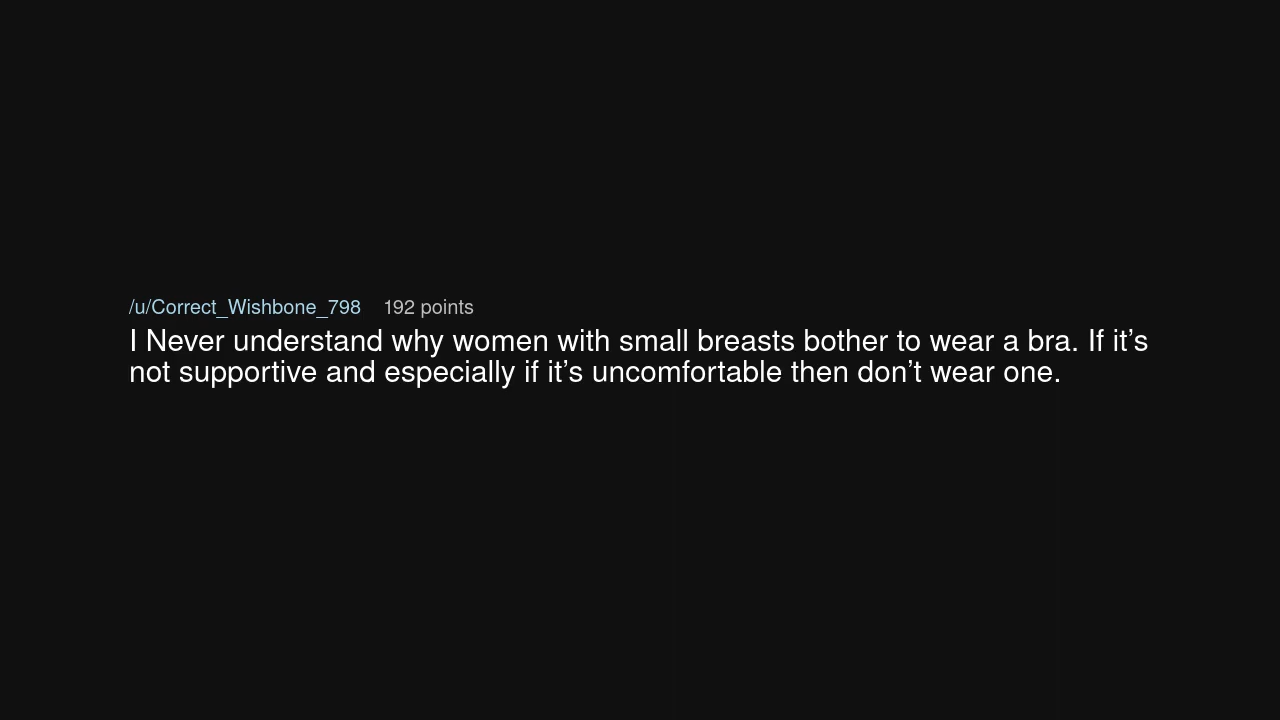 /u/Correct_Wishbone_798 192 points
I Never understand why women with small breasts bother to wear a bra. If it’s
not supportive and especially if it’s uncomfortable then don’t wear one.